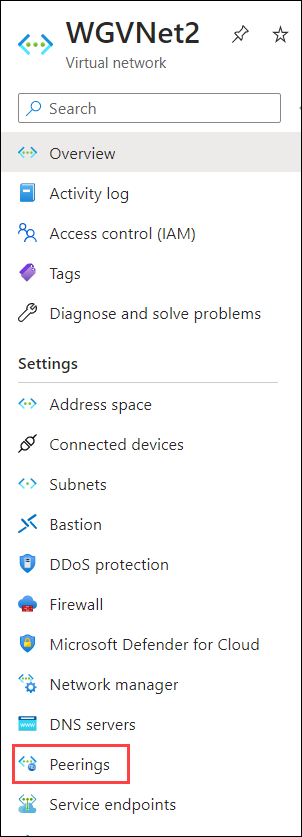 WGVNet2
Virtual network
Search
Overview
Activity log
Access control (IAM)
Tags
Diagnose and solve problems
Settings
Address space
Connected devices
Subnets
Bastion
DDoS protection
Firewall
Microsoft Defender for Cloud
Network manager
DNS servers
Peerings
Service endpoints